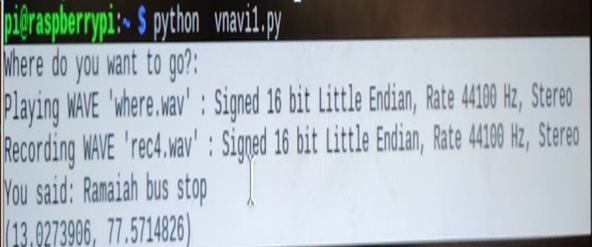 pi@raspberrypi:~ $ python vnavi1.py
Where do you want to go?:
Playing WAVE 'where.wav' : Signed 16 bit Little Endian, Rate 44100 Hz, Stereo
Recording WAVE 'rec4.wav' : Signed 16 bit Little Endian, Rate 44100 Hz, Stereo
You said: Ramaiah bus stop
(13.0273906, 77.5714826)